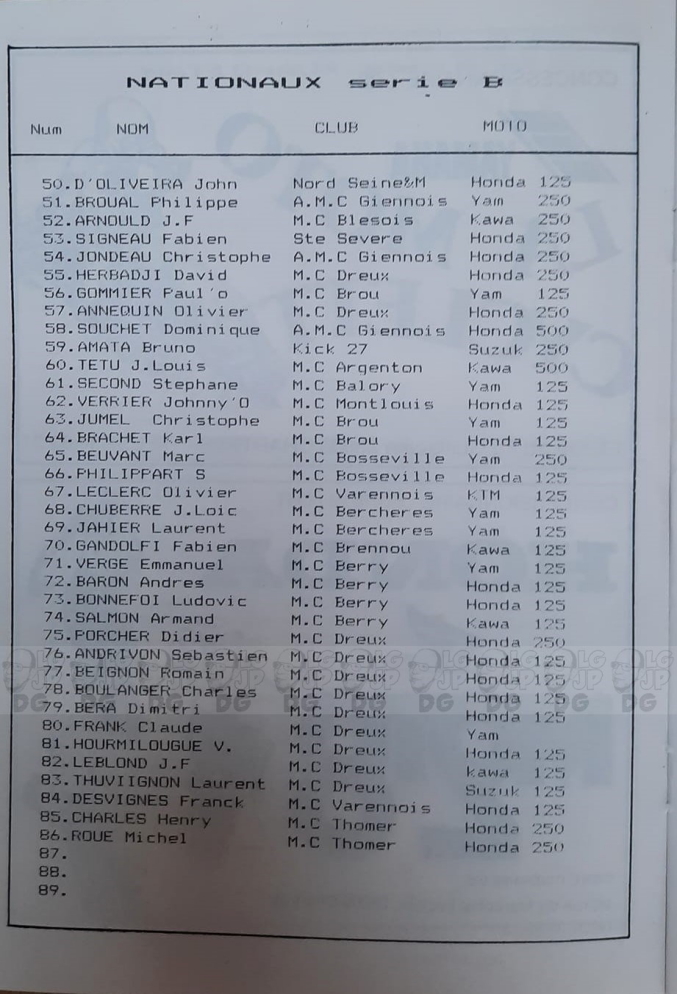 NATIONAUX serie B
Num NOM CLUB MOTO
50.D'OLIVEIRA John Nord Seine&M Honda 125
51.BROUAL Philippe A.M.C Giennois Yam 250
52.ARNOULD J.F M.C Blesois Kawa 250
53.SIGNEAU Fabien Ste Severe Honda 250
54.JONDEAU Christophe A.M.C Giennois Honda 250
55.HERBADJI David M.C Dreux Honda 250
56.GOMMIER Paul'o M.C Brou Yam 125
57.ANNEQUIN Olivier M.C Dreux Honda 250
58.SOUCHET Dominique A.M.C Giennois Honda 500
59.AMATA Bruno Kick 27 Suzuk 250
60.TETU J.Louis M.C Argenton Kawa 500
61.SECOND Stephane M.C Balory Yam 125
62.VERRIER Johnny'O M.C Montlouis Honda 125
63.JUMEL Christophe M.C Brou Yam 125
64.BRACHET Karl M.C Brou Honda 125
65.BEUVANT Marc M.C Bosseville Yam 250
66.PHILIPPART S M.C Bosseville Honda 125
67.LECLERC Olivier M.C Varennois KTM 125
68.CHUBERRE J.Loic M.C Bercheres Yam 125
69.JAHIER Laurent M.C Bercheres Yam 125
70.GANDOLFI Fabien M.C Brennou Kawa 125
71.VERGE Emmanuel M.C Berry Yam 125
72.BARON Andres M.C Berry Honda 125
73.BONNEFOI Ludovic M.C Berry Honda 125
74.SALMON Armand M.C Berry Kawa 125
75.PORCHER Didier M.C Dreux Honda 250
76.ANDRIVON Sebastien M.C Dreux Honda 125
77.BEIGNON Romain M.C Dreux Honda 125
78.BOULANGER Charles M.C Dreux Honda 125
79.BERA Dimitri M.C Dreux Honda 125
80.FRANK Claude M.C Dreux Yam
81.HOURMILOUGUE V. M.C Dreux Honda 125
82.LEBLOND J.F M.C Dreux kawa 125
83.THUVIIGNON Laurent M.C Dreux Suzuk 125
84.DESVIGNES Franck M.C Varennois Honda 125
85.CHARLES Henry M.C Thomer Honda 250
86.ROUE Michel M.C Thomer Honda 250
87.
88.
89.